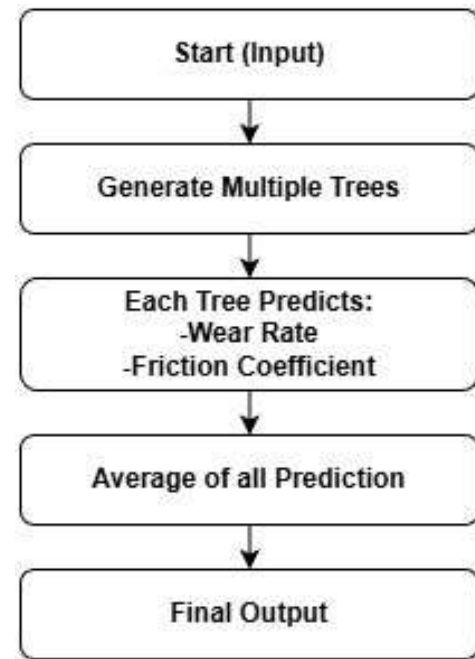 Start (Input)
Generate Multiple Trees
Each Tree Predicts:
-Wear Rate
-Friction Coefficient
Average of all Prediction
Final Output